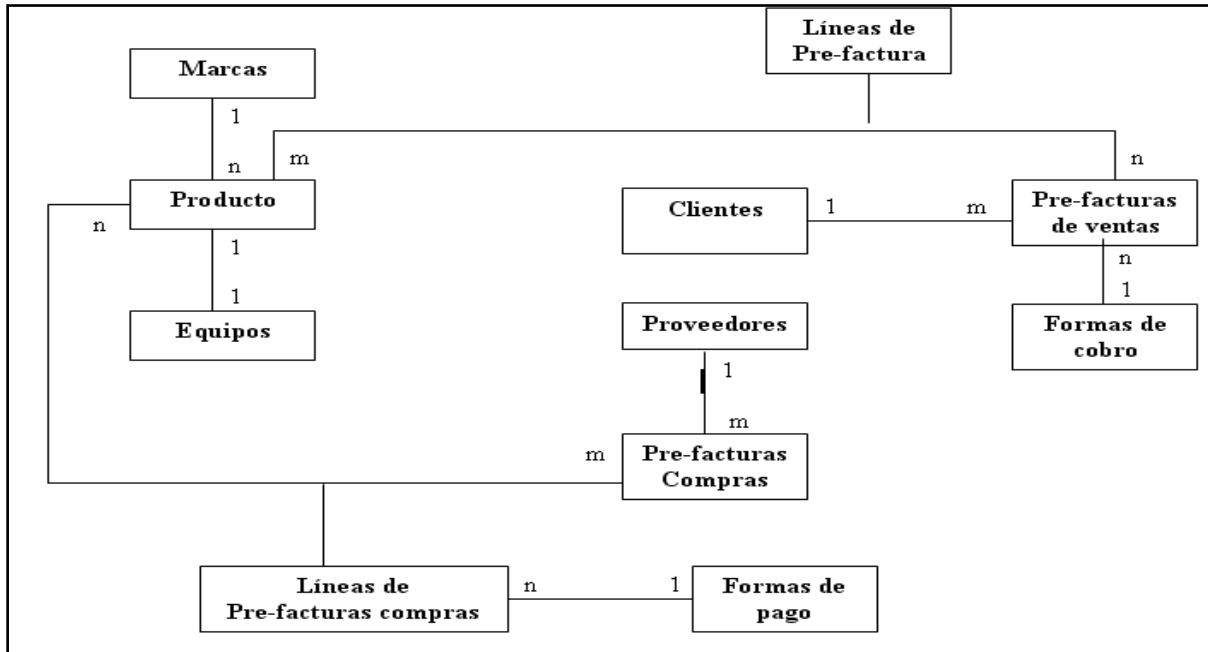 Líneas de
Pre-factura
Marcas
1
n
m
n
Producto
Clientes
1
m
Pre-facturas
de ventas
n
1
n
1
1
Equipos
Proveedores
Formas de
cobro
1
m
m
Pre-facturas
Compras
Líneas de
Pre-facturas compras
n
1
Formas de
pago